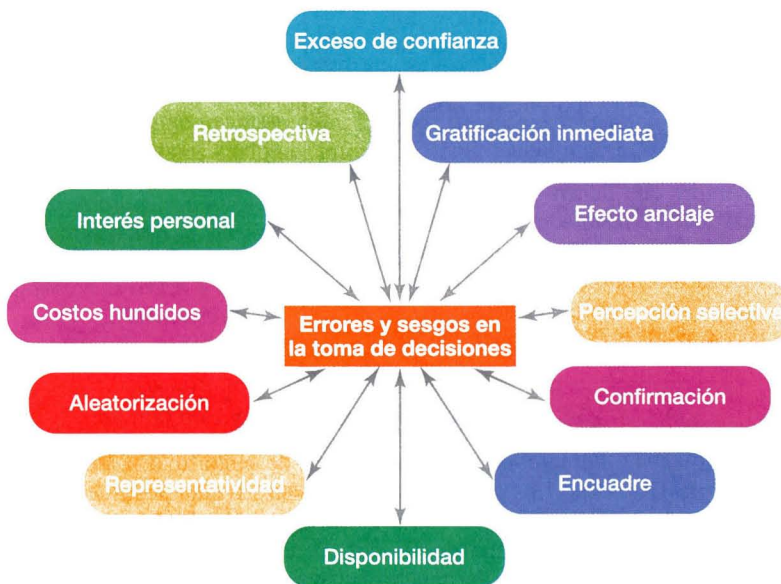 Exceso de confianza
Retrospectiva
Gratificación inmediata
Interés personal
Efecto anclaje
Costos hundidos
Errores y sesgos en
la toma de decisiones
Percepción selectiva
Aleatorización
Confirmación
Representatividad
Encuadre
Disponibilidad